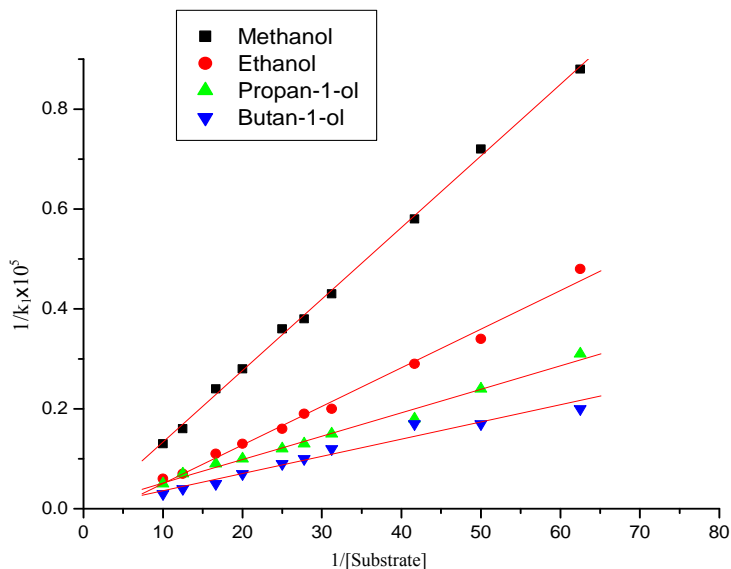 Methanol
Ethanol
Propan-1-ol
Butan-1-ol
0.8
0.6
0.4
0.2
0.0
1/k₁x10⁵
0 10 20 30 40 50 60 70 80
1/[Substrate]